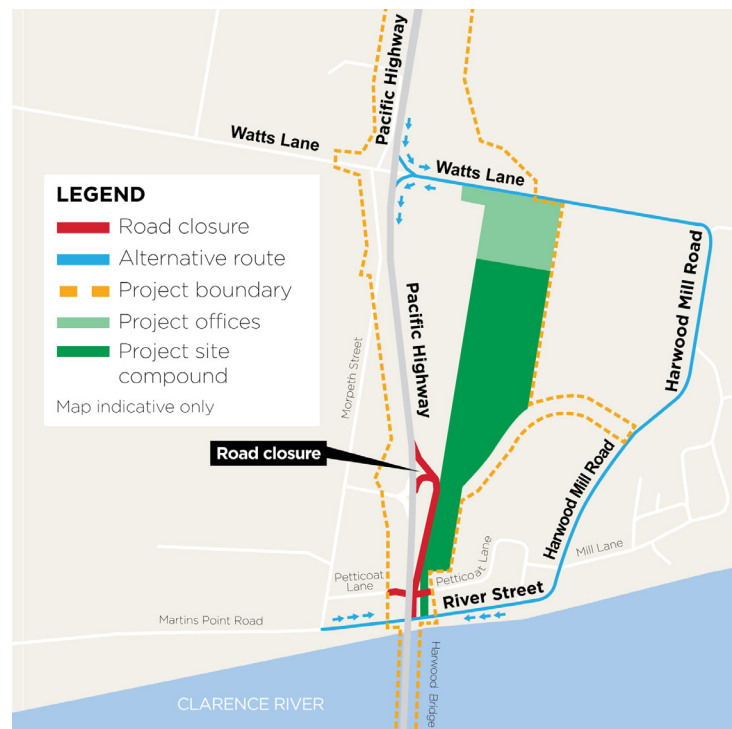 Pacific Highway
Watts Lane
Watts Lane
LEGEND
Road closure
Alternative route
Project boundary
Project offices
Project site
compound
Map indicative only
Harwood Mill Road
Pacific Highway
Morpeth Street
Road closure
Harwood Mill Road
Mill Lane
Petticoat
Lane
Petticoat Lane
River Street
Martins Point Road
Harwood Bridge
CLARENCE RIVER